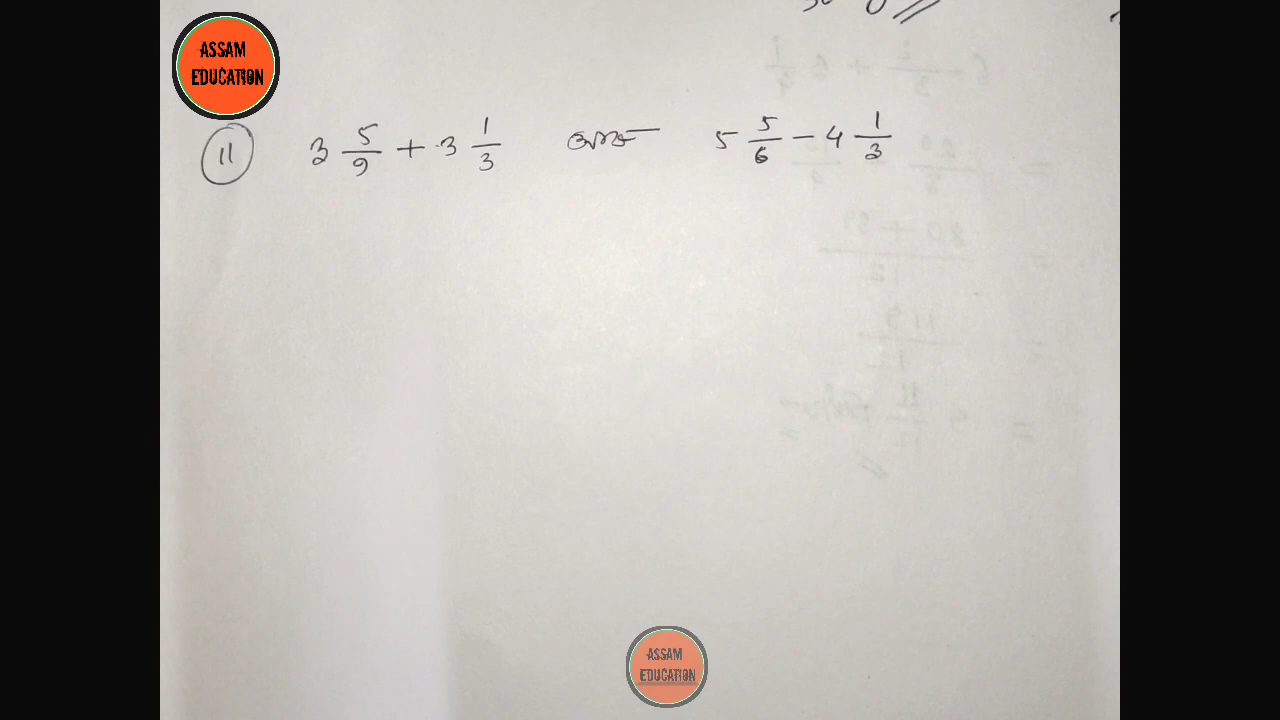 ASSAM
EDUCATION
11 3 5/9 + 3 1/3 আৰু 5 5/6 - 4 1/3
ASSAM
EDUCATION